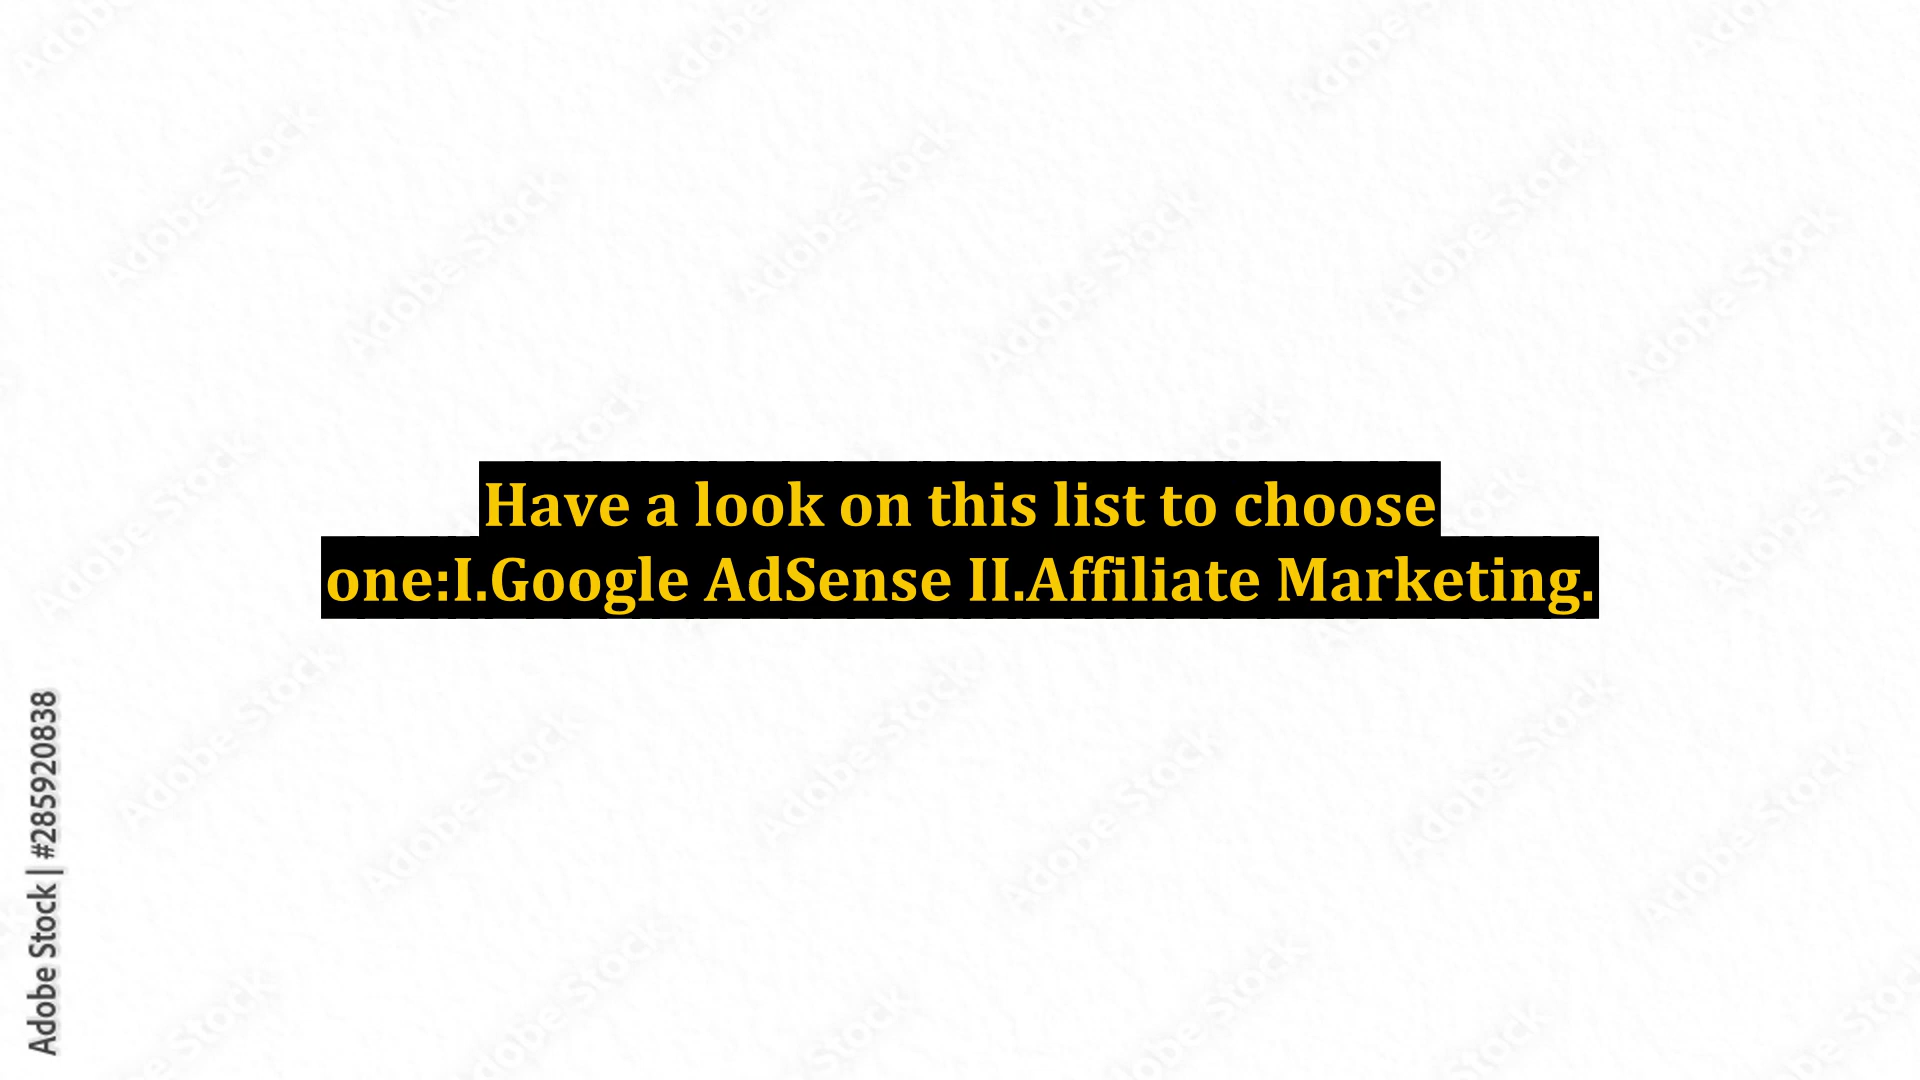 Have a look on this list to choose
one:I.Google AdSense II.Affiliate Marketing.
Adobe Stock | #285920838